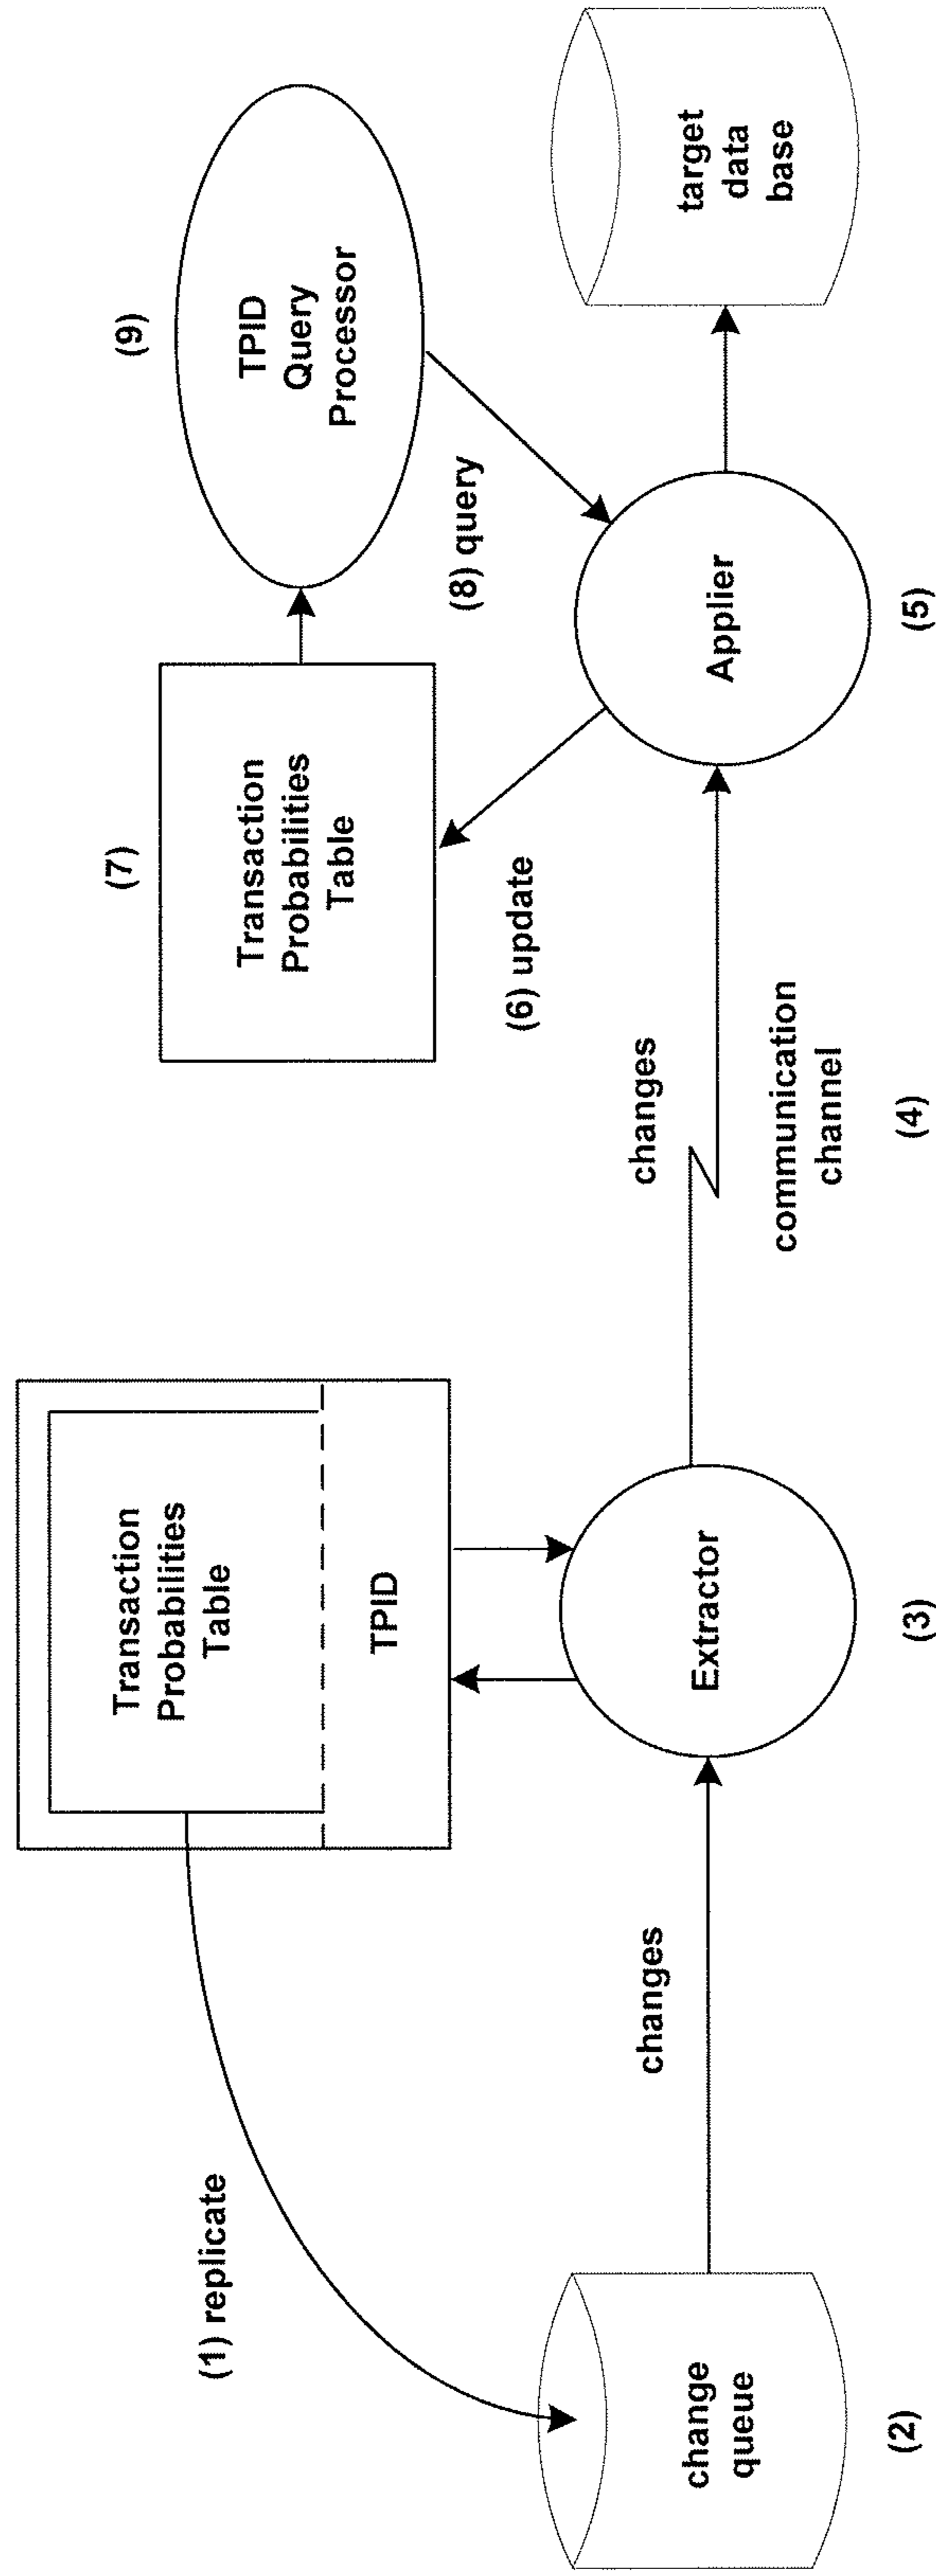 Transaction
Probabilities
Table
TPID
(1) replicate
change
queue
(2)
changes
Extractor
(3)
changes
communication
channel
(4)
(7)
Transaction
Probabilities
Table
(6) update
(9)
TPID
Query
Processor
(8) query
Applier
(5)
target
data
base